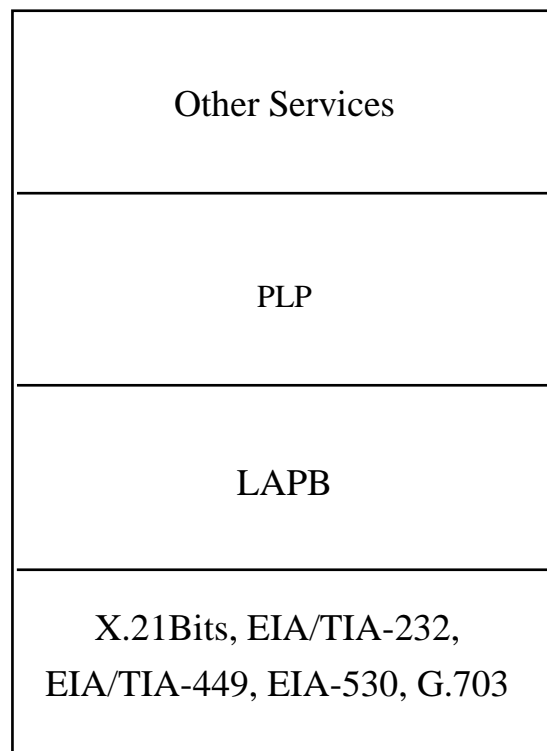 Other Services
PLP
LAPB
X.21Bits, EIA/TIA-232,
EIA/TIA-449, EIA-530, G.703